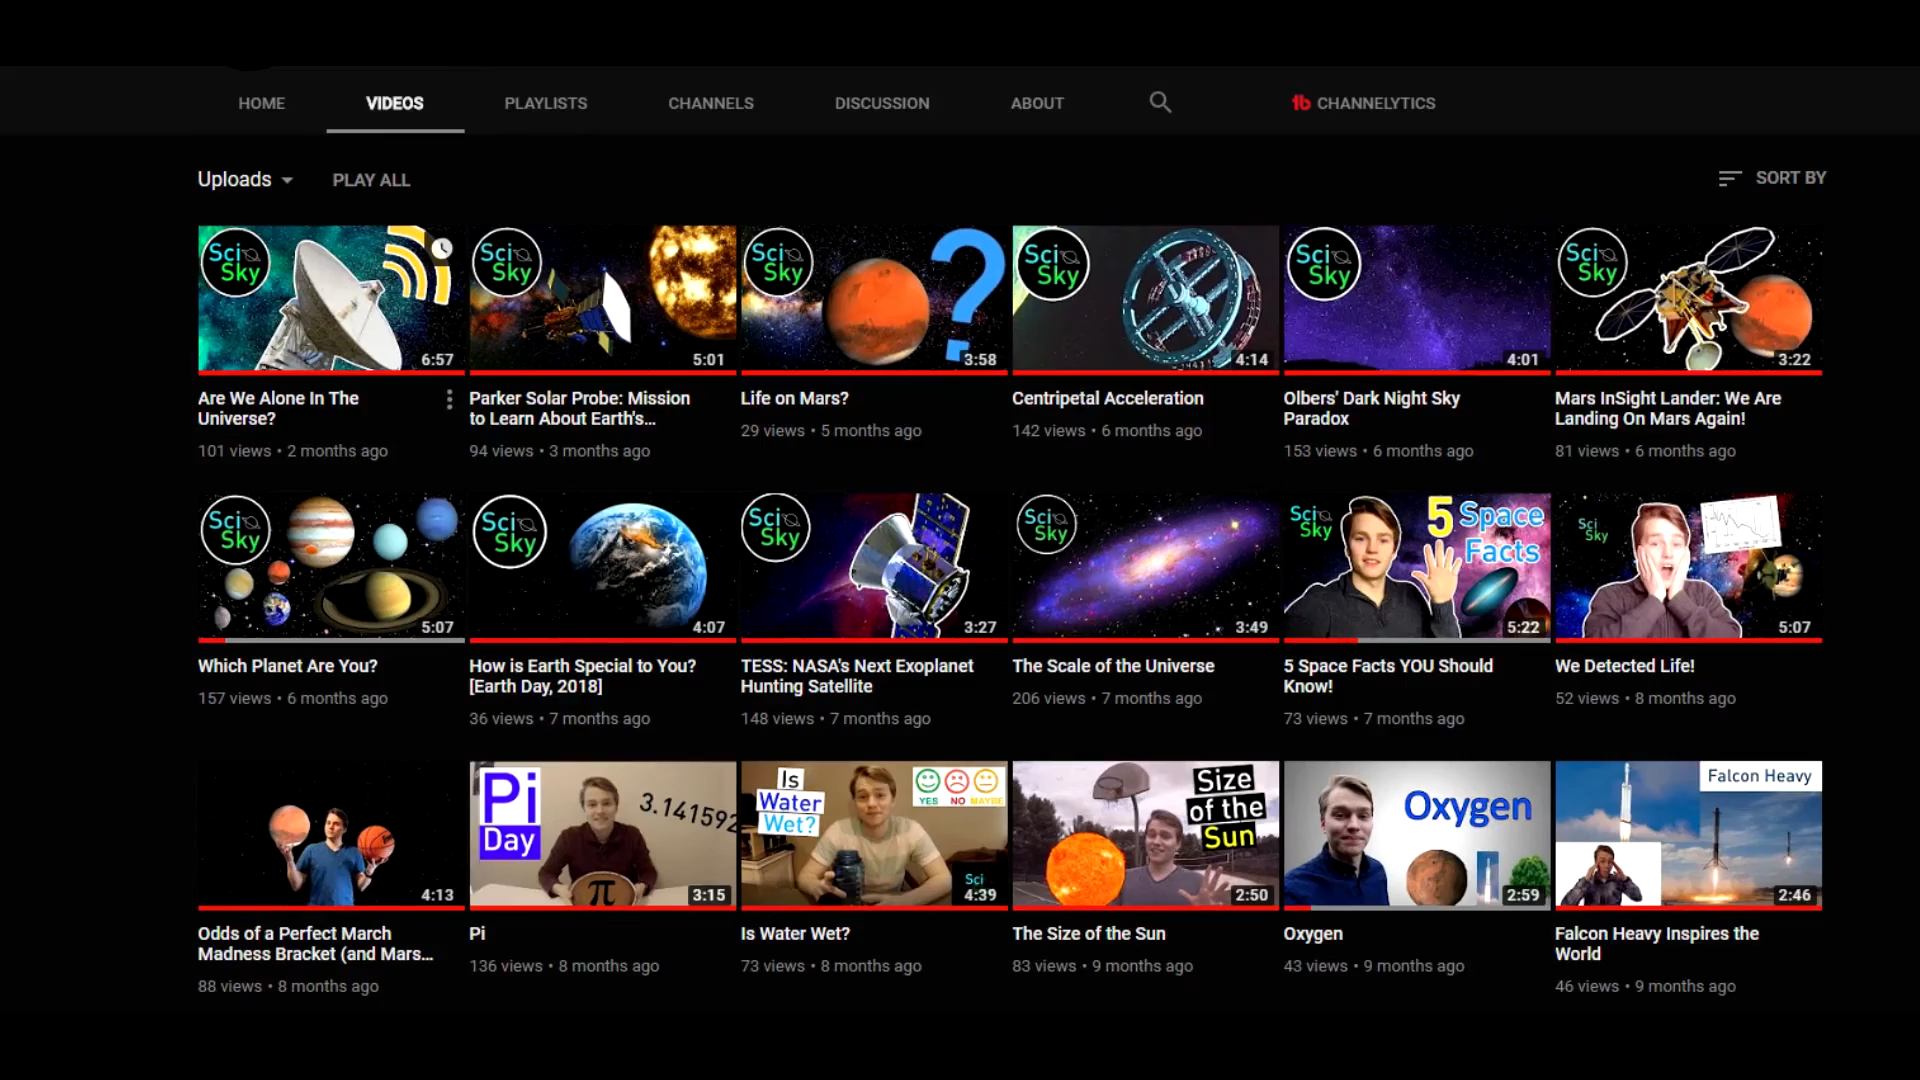 HOME
VIDEOS
PLAYLISTS
CHANNELS
DISCUSSION
ABOUT
CHANNELYTICS
Uploads
PLAY ALL
SORT BY
Sci
Sky
6:57
Sci
Sky
5:01
Sci
Sky
?
3:58
Sci
Sky
4:14
Sci
Sky
4:01
Sci
Sky
3:22
Are We Alone In The
Universe?
101 views • 2 months ago
Parker Solar Probe: Mission
to Learn About Earth's...
94 views • 3 months ago
Life on Mars?
29 views • 5 months ago
Centripetal Acceleration
142 views • 6 months ago
Olbers' Dark Night Sky
Paradox
153 views • 6 months ago
Mars InSight Lander: We Are
Landing On Mars Again!
81 views • 6 months ago
Sci
Sky
5:07
Sci
Sky
4:07
Sci
Sky
3:27
Sci
Sky
3:49
Sci
Sky
5 Space
Facts
5:22
Sci
Sky
5:07
Which Planet Are You?
157 views • 6 months ago
How is Earth Special to You?
[Earth Day, 2018]
36 views • 7 months ago
TESS: NASA's Next Exoplanet
Hunting Satellite
148 views • 7 months ago
The Scale of the Universe
206 views • 7 months ago
5 Space Facts YOU Should
Know!
73 views • 7 months ago
We Detected Life!
52 views • 8 months ago
4:13
Pi
Day
3.141592
π
3:15
Is
Water
Wet?
YES NO MAYBE
Sci
4:39
Size
of the
Sun
2:50
Oxygen
2:59
Falcon Heavy
2:46
Odds of a Perfect March
Madness Bracket (and Mars...
88 views • 8 months ago
Pi
136 views • 8 months ago
Is Water Wet?
73 views • 8 months ago
The Size of the Sun
83 views • 9 months ago
Oxygen
43 views • 9 months ago
Falcon Heavy Inspires the
World
46 views • 9 months ago